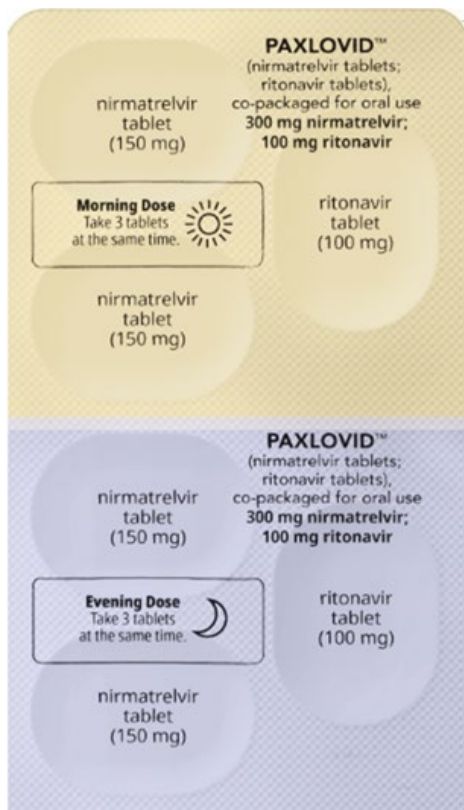 PAXLOVID™
(nirmatrelvir tablets;
ritonavir tablets),
co-packaged for oral use
300 mg nirmatrelvir;
100 mg ritonavir
nirmatrelvir
tablet
(150 mg)
Morning Dose
Take 3 tablets
at the same time.
ritonavir
tablet
(100 mg)
nirmatrelvir
tablet
(150 mg)
PAXLOVID™
(nirmatrelvir tablets;
ritonavir tablets),
co-packaged for oral use
300 mg nirmatrelvir;
100 mg ritonavir
nirmatrelvir
tablet
(150 mg)
Evening Dose
Take 3 tablets
at the same time.
ritonavir
tablet
(100 mg)
nirmatrelvir
tablet
(150 mg)